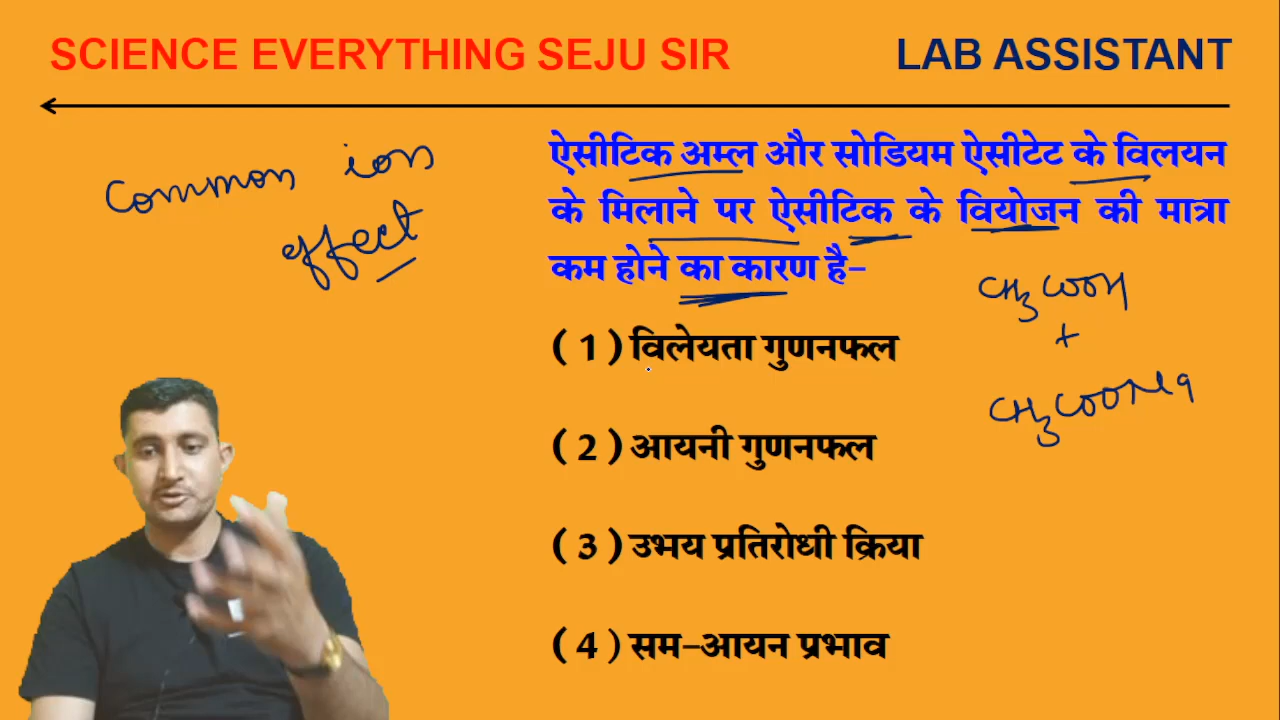 SCIENCE EVERYTHING SEJU SIR
LAB ASSISTANT
Common ion
effect
ऐसीटिक अम्ल और सोडियम ऐसीटेट के विलयन
के मिलाने पर ऐसीटिक के वियोजन की मात्रा
कम होने का कारण है-
CH3COOH
+
CH3COONa
( 1 ) विलेयता गुणनफल
( 2 ) आयनी गुणनफल
( 3 ) उभय प्रतिरोधी क्रिया
( 4 ) सम-आयन प्रभाव